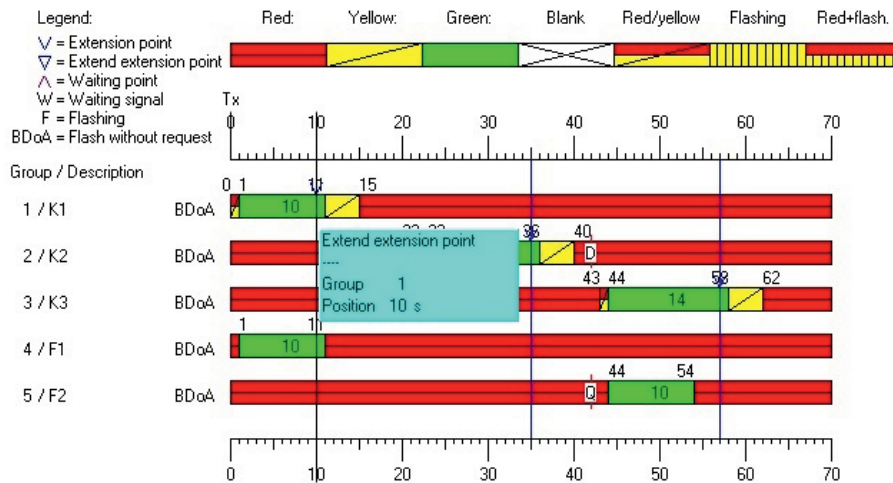 Legend: Red: Yellow: Green: Blank Red/yellow Flashing Red+flash.
V = Extension point
∇ = Extend extension point
Λ = Waiting point
W = Waiting signal
F = Flashing
BDoA = Flash without request
Tx
0 10 20 30 40 50 60 70
Group / Description
0 1 11 15
1 / K1 BDoA 10
36 40
2 / K2 BDoA D
Extend extension point
----
Group 1
Position 10 s
43 44 58 62
3 / K3 BDoA 14
1 11
4 / F1 BDoA 10
44 54
5 / F2 BDoA Q 10
0 10 20 30 40 50 60 70